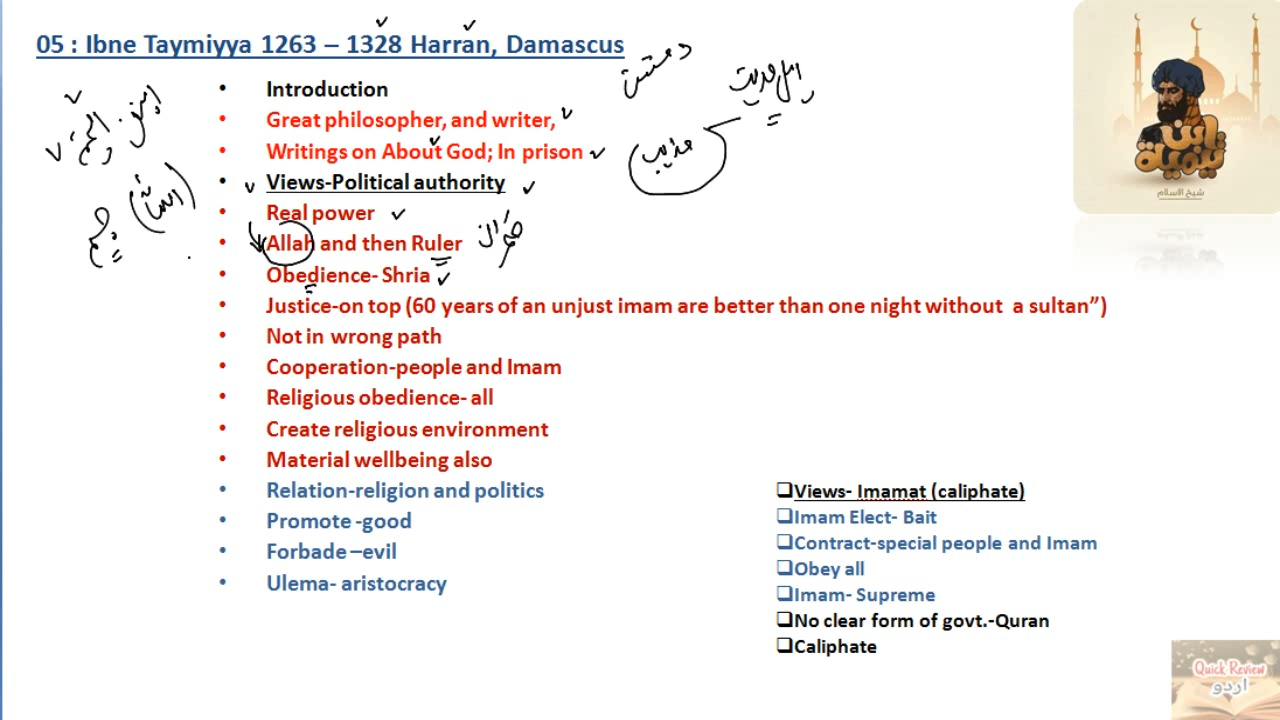 05 : Ibne Taymiyya 1263 – 1328 Harran, Damascus
Introduction
Great philosopher, and writer,
Writings on About God; In prison
Views-Political authority
Real power
Allah and then Ruler
Obedience- Shria
Justice-on top (60 years of an unjust imam are better than one night without a sultan”)
Not in wrong path
Cooperation-people and Imam
Religious obedience- all
Create religious environment
Material wellbeing also
Relation-religion and politics
Promote -good
Forbade –evil
Ulema- aristocracy
دمشق
اہل حدیث
مذہب
حکمران
ابن تيمية
شيخ الاسلام
Views- Imamat (caliphate)
Imam Elect- Bait
Contract-special people and Imam
Obey all
Imam- Supreme
No clear form of govt.-Quran
Caliphate
Quick Review
اردو